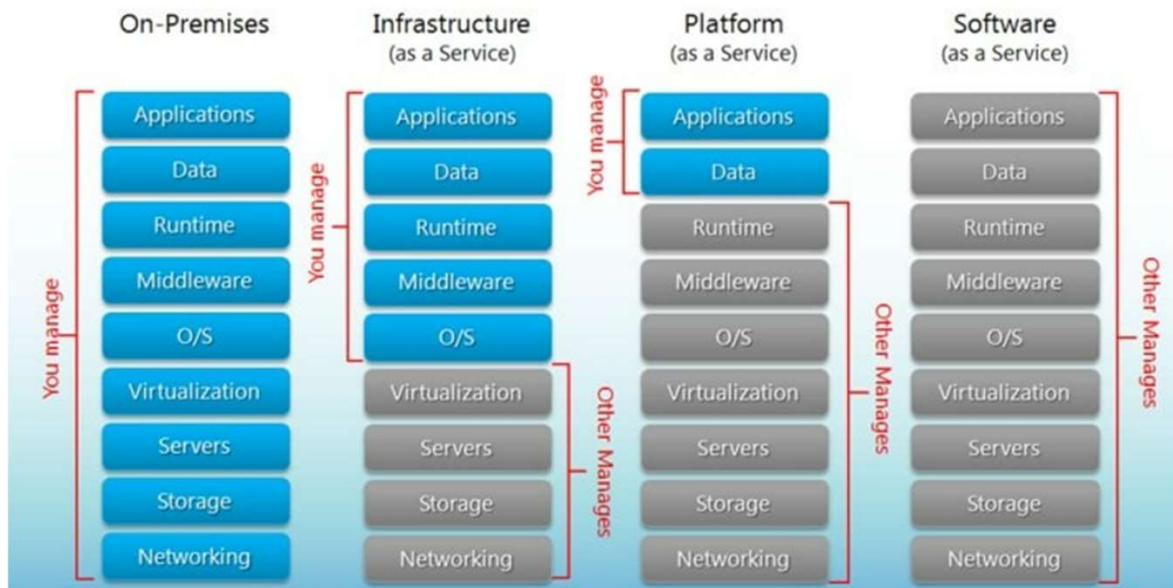 On-Premises
Applications
Data
Runtime
Middleware
O/S
Virtualization
Servers
Storage
Networking
You manage
Infrastructure
(as a Service)
Applications
Data
Runtime
Middleware
O/S
Virtualization
Servers
Storage
Networking
You manage
Other Manages
Platform
(as a Service)
Applications
Data
Runtime
Middleware
O/S
Virtualization
Servers
Storage
Networking
You manage
Other Manages
Software
(as a Service)
Applications
Data
Runtime
Middleware
O/S
Virtualization
Servers
Storage
Networking
Other Manages